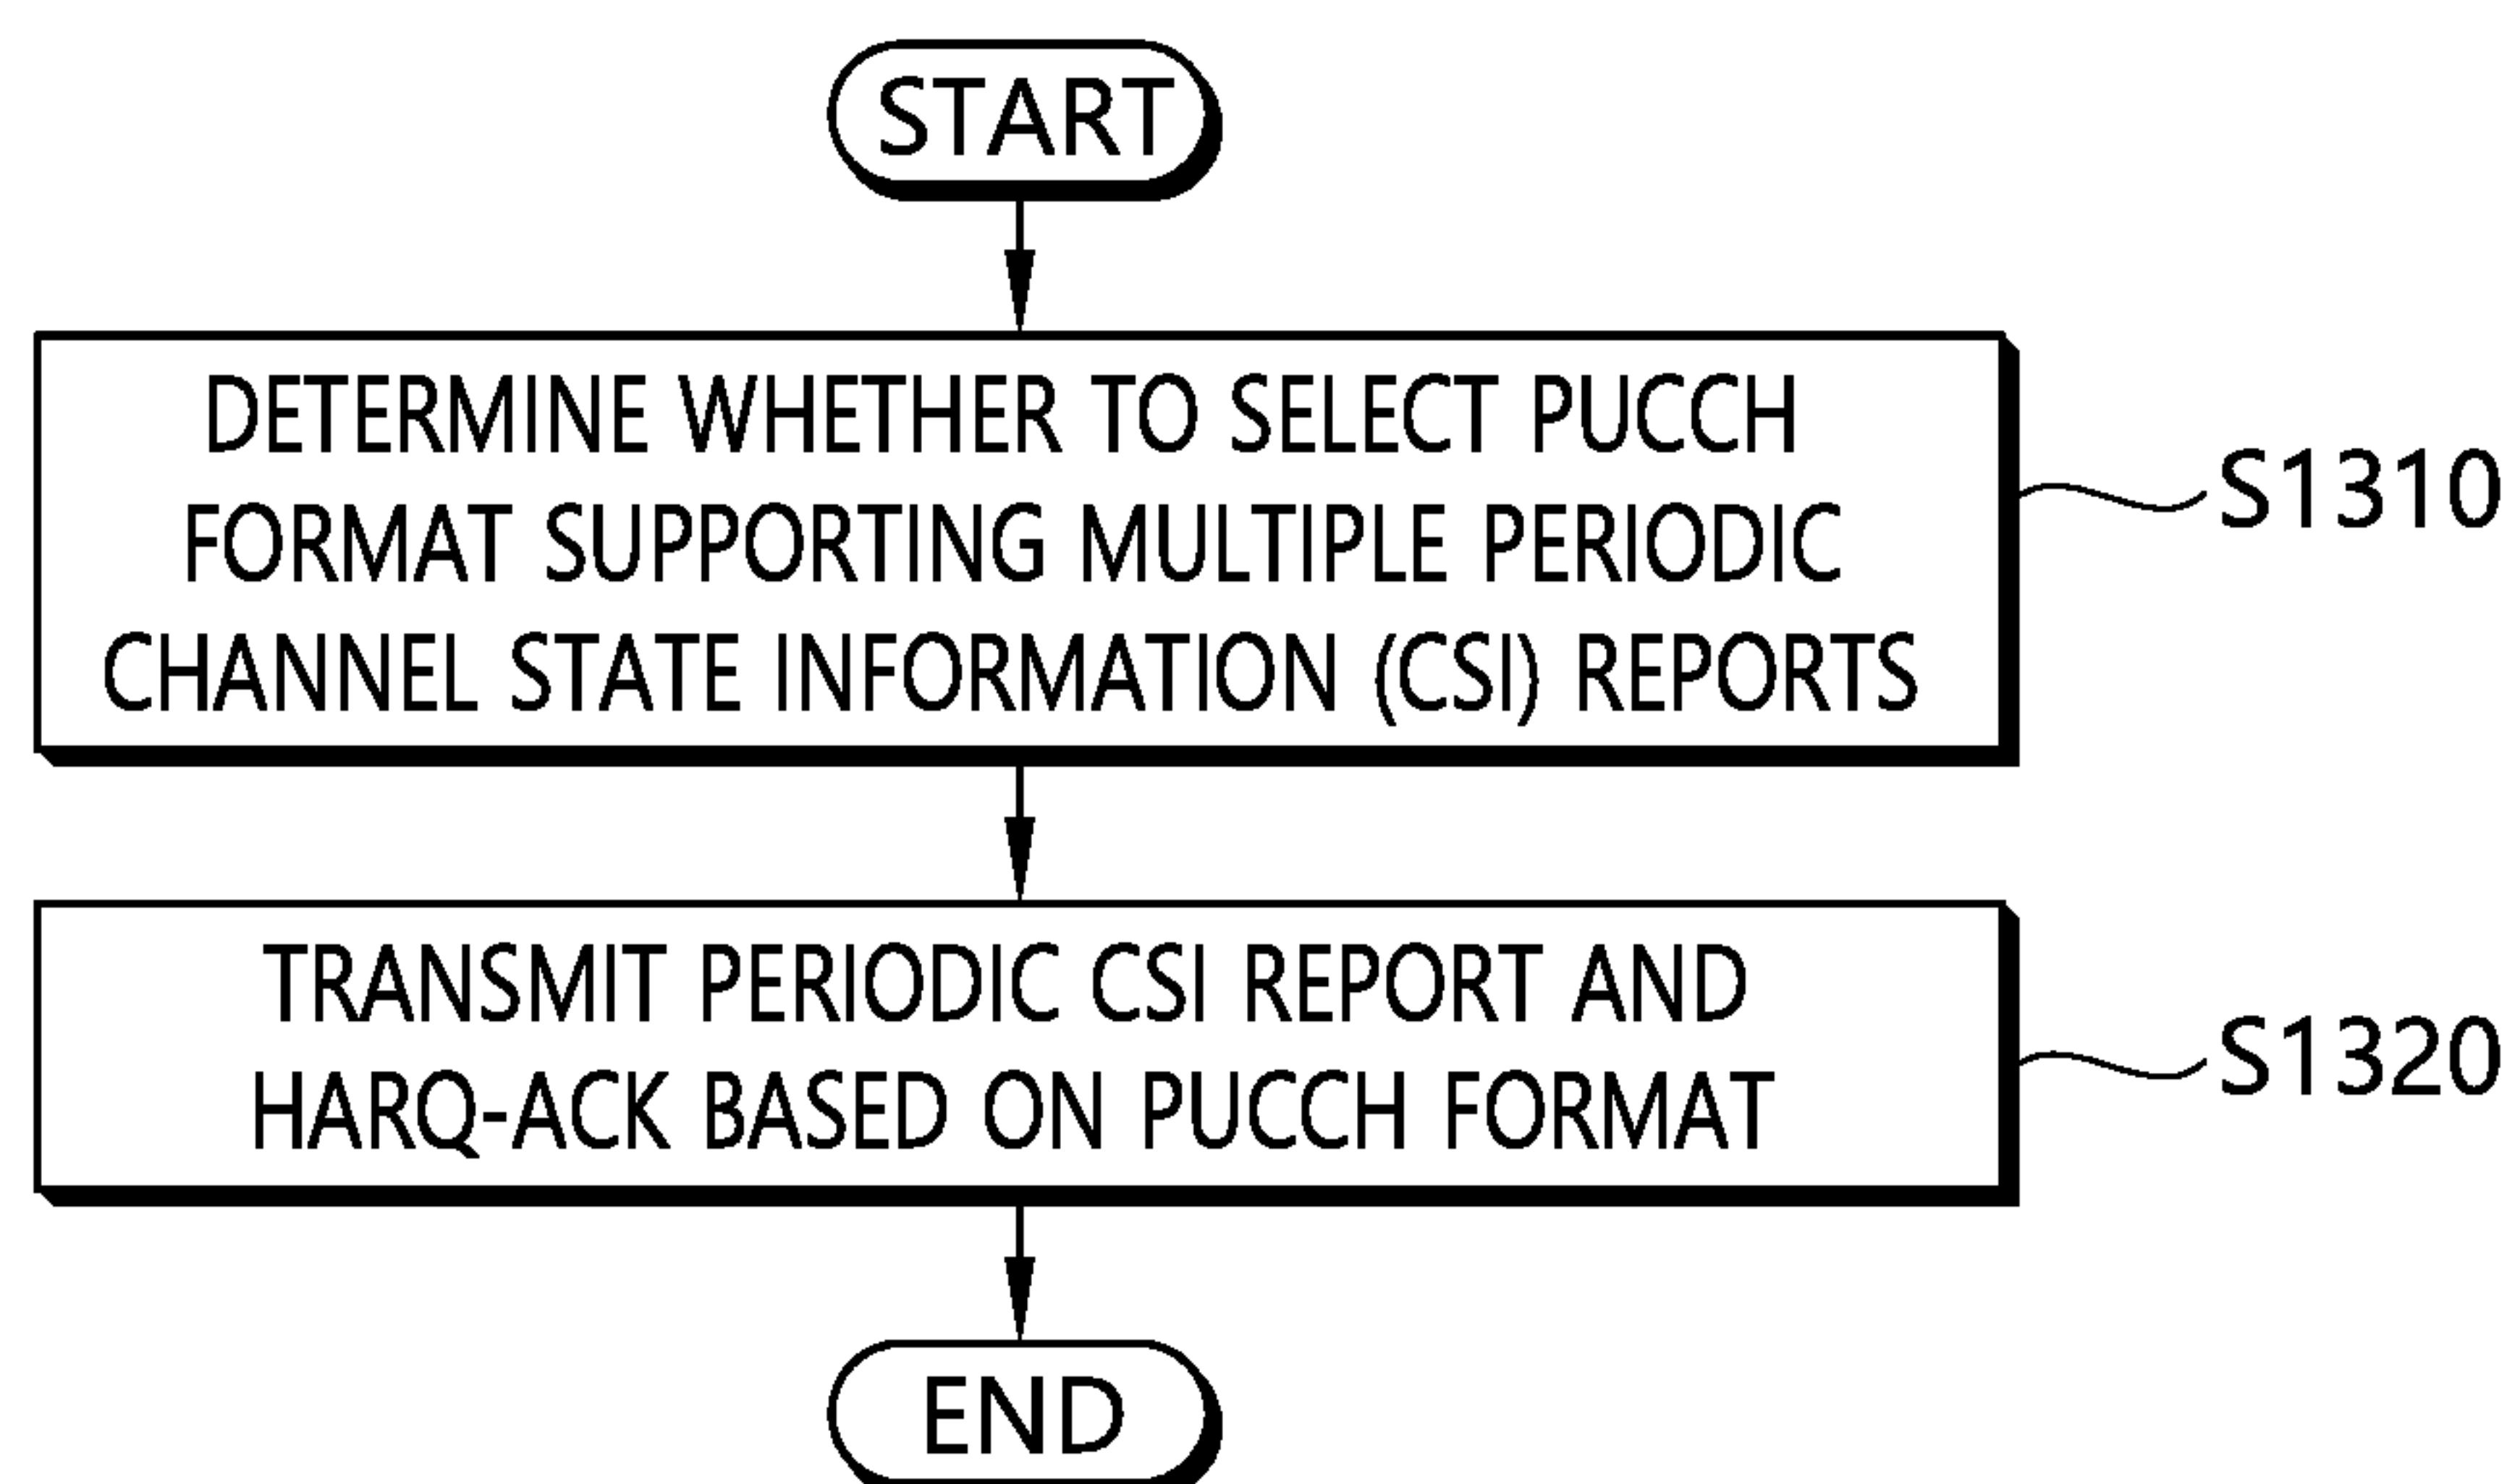 START
DETERMINE WHETHER TO SELECT PUCCH
FORMAT SUPPORTING MULTIPLE PERIODIC
CHANNEL STATE INFORMATION (CSI) REPORTS
S1310
TRANSMIT PERIODIC CSI REPORT AND
HARQ-ACK BASED ON PUCCH FORMAT
S1320
END